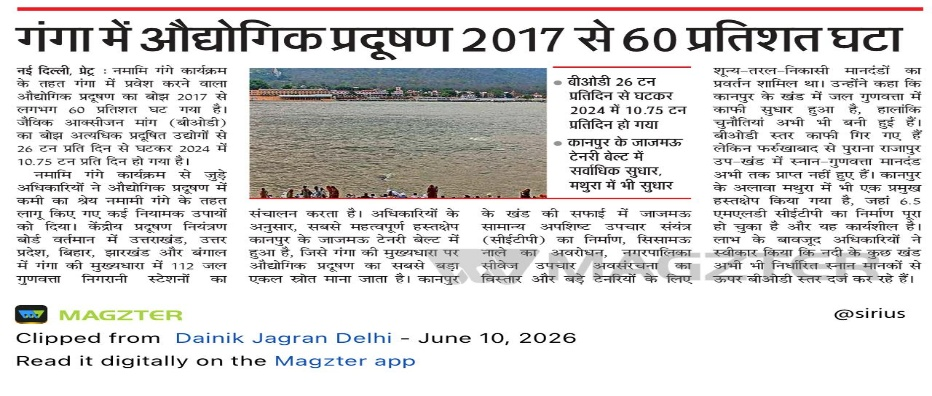 गंगा में औद्योगिक प्रदूषण 2017 से 60 प्रतिशत घटा
नई दिल्ली, प्रेट्र : नमामि गंगे कार्यक्रम
के तहत गंगा में प्रवेश करने वाला
औद्योगिक प्रदूषण का बोझ 2017 से
लगभग 60 प्रतिशत घट गया है।
जैविक आक्सीजन मांग (बीओडी)
का बोझ अत्यधिक प्रदूषित उद्योगों से
26 टन प्रति दिन से घटकर 2024 में
10.75 टन प्रति दिन हो गया है।
नमामि गंगे कार्यक्रम से जुड़े
अधिकारियों ने औद्योगिक प्रदूषण में
कमी का श्रेय नमामी गंगे के तहत
लागू किए गए कई नियामक उपायों
को दिया। केंद्रीय प्रदूषण नियंत्रण
बोर्ड वर्तमान में उत्तराखंड, उत्तर
प्रदेश, बिहार, झारखंड और बंगाल
में गंगा की मुख्यधारा में 112 जल
गुणवत्ता निगरानी स्टेशनों का
बीओडी 26 टन
प्रतिदिन से घटकर
2024 में 10.75 टन
प्रतिदिन हो गया
कानपुर के जाजमऊ
टेनरी बेल्ट में
सर्वाधिक सुधार,
मथुरा में भी सुधार
संचालन करता है। अधिकारियों के
अनुसार, सबसे महत्वपूर्ण हस्तक्षेप
कानपुर के जाजमऊ टेनरी बेल्ट में
हुआ है, जिसे गंगा की मुख्यधारा पर
औद्योगिक प्रदूषण का सबसे बड़ा
एकल स्रोत माना जाता है। कानपुर
के खंड की सफाई में जाजमऊ
सामान्य अपशिष्ट उपचार संयंत्र
(सीईटीपी) का निर्माण, सिसामऊ
नाले का अवरोधन, नगरपालिका
सीवेज उपचार अवसंरचना का
विस्तार और बड़े टेनरियों के लिए
शून्य-तरल-निकासी मानदंडों का
प्रवर्तन शामिल था। उन्होंने कहा कि
कानपुर के खंड में जल गुणवत्ता में
काफी सुधार हुआ है, हालांकि
चुनौतियां अभी भी बनी हुई हैं।
बीओडी स्तर काफी गिर गए हैं
लेकिन फर्रुखाबाद से पुराना राजापुर
उप-खंड में स्नान-गुणवत्ता मानदंड
अभी तक प्राप्त नहीं हुए हैं। कानपुर
के अलावा मथुरा में भी एक प्रमुख
हस्तक्षेप किया गया है, जहां 6.5
एमएलडी सीईटीपी का निर्माण पूरा
हो चुका है और यह कार्यशील है।
लाभ के बावजूद अधिकारियों ने
स्वीकार किया कि नदी के कुछ खंड
अभी भी निर्धारित स्नान मानकों से
ऊपर बीओडी स्तर दर्ज कर रहे हैं।
MAGZTER
MAGZTER
@sirius
Clipped from Dainik Jagran Delhi - June 10, 2026
Read it digitally on the Magzter app